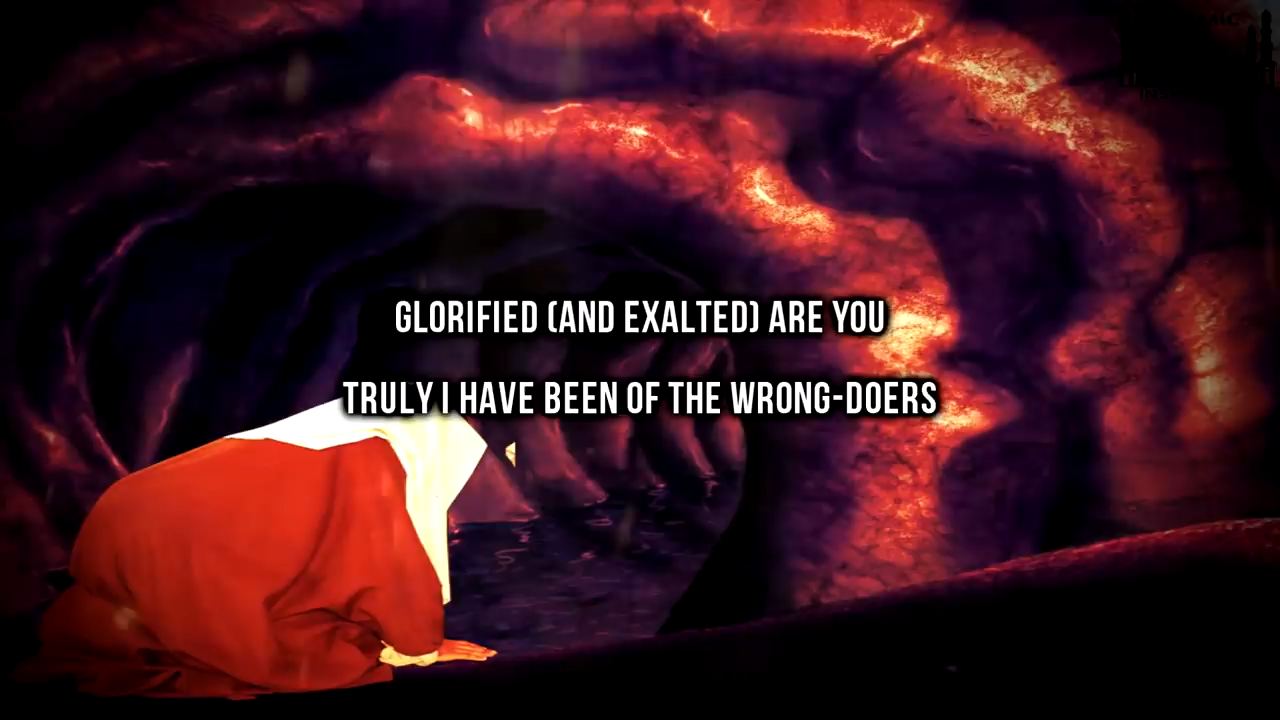 GLORIFIED (AND EXALTED) ARE YOU
TRULY I HAVE BEEN OF THE WRONG-DOERS